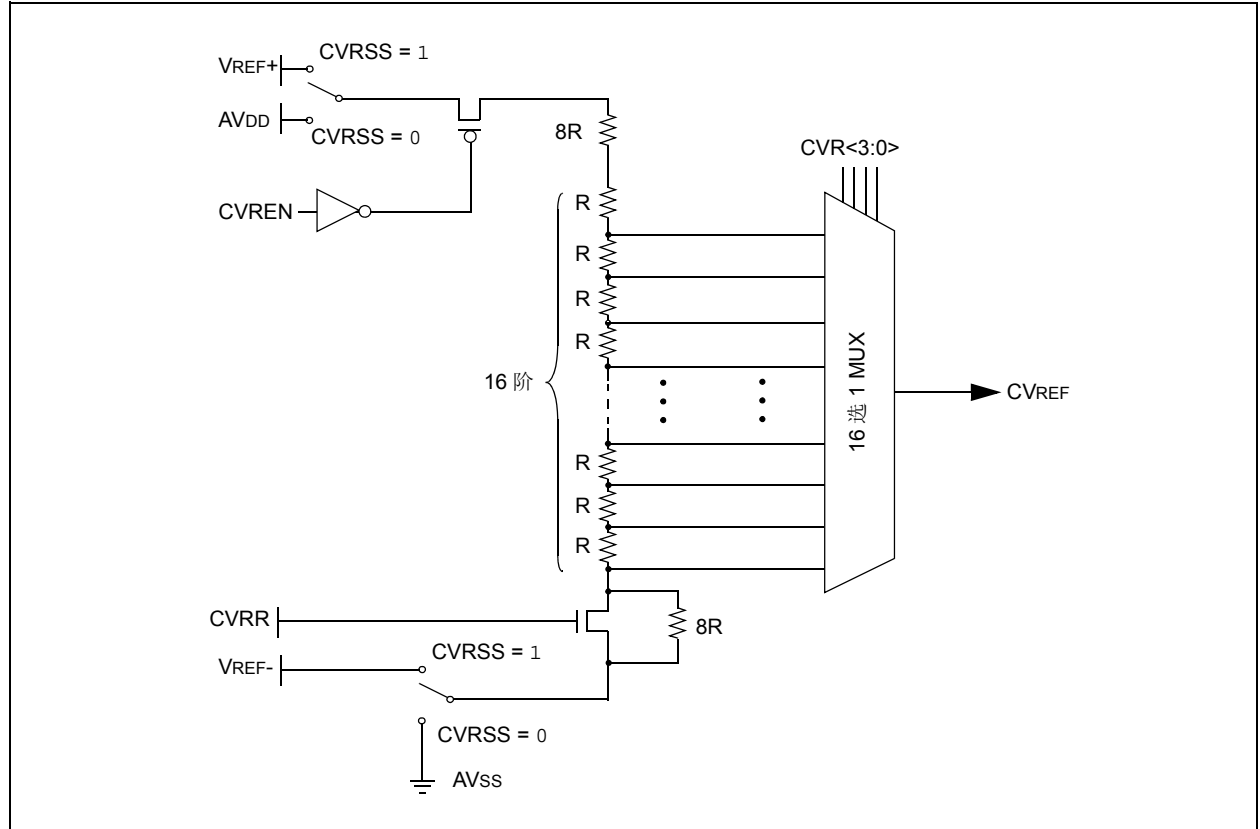 CVRSS = 1
VREF+
AVDD
CVRSS = 0
8R
CVR<3:0>
CVREN
R
R
R
R
16 阶
16 选 1 MUX
CVREF
R
R
R
CVRR
8R
CVRSS = 1
VREF-
CVRSS = 0
AVSS